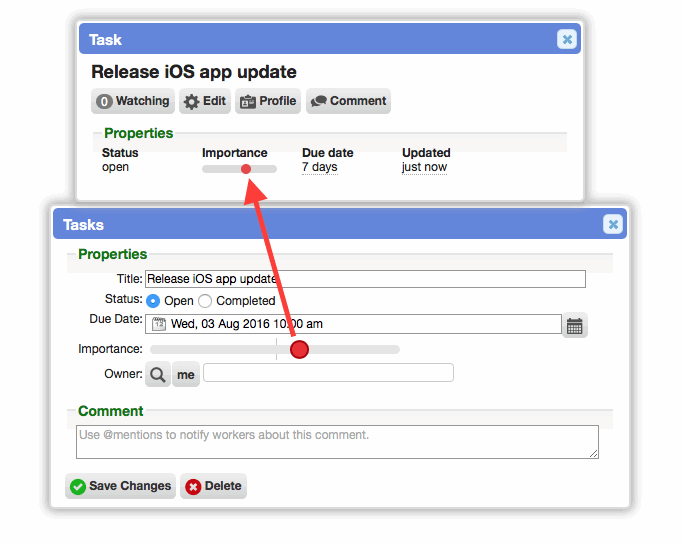 Task
Release iOS app update
0 Watching Edit Profile Comment
Properties
Status Importance Due date Updated
open 7 days just now
Tasks
Properties
Title: Release iOS app update
Status: Open Completed
Due Date: 12 Wed, 03 Aug 2016 10:00 am
Importance:
Owner: me
Comment
Use @mentions to notify workers about this comment.
Save Changes Delete